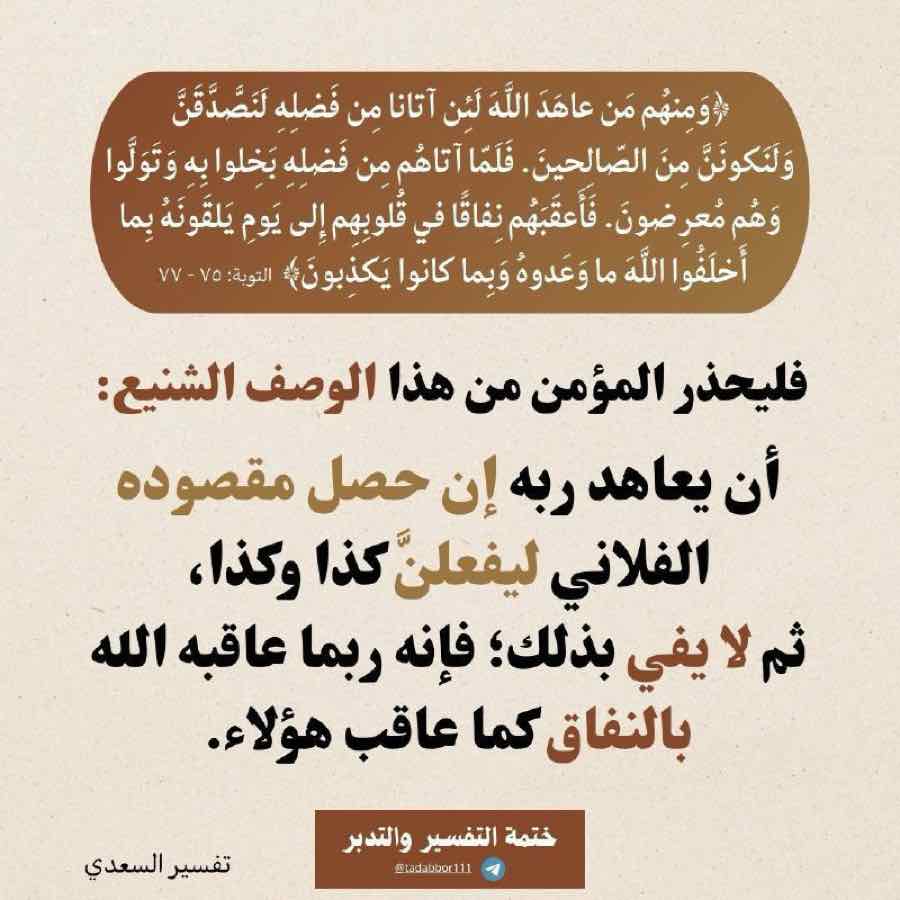 ﴿وَمِنهُم مَن عاهَدَ اللَّهَ لَئِن آتانا مِن فَضلِهِ لَنَصَّدَّقَنَّ
وَلَنَكونَنَّ مِنَ الصّالحينَ. فَلَمّا آتاهُم مِن فَضلِهِ بَخِلوا بِهِ وَتَوَلَّوا
وَهُم مُعرِضونَ. فَأَعقَبَهُم نِفاقًا في قُلوبِهِم إِلى يَومِ يَلقَونَهُ بِما
أَخلَفُوا اللَّهَ ما وَعَدوهُ وَبِما كانوا يَكذِبونَ﴾ التوبة: ٧٥ - ٧٧
فليحذر المؤمن من هذا الوصف الشنيع:
أن يعاهد ربه إن حصل مقصوده
الفلاني ليفعلنَّ كذا وكذا،
ثم لا يفي بذلك؛ فإنه ربما عاقبه الله
بالنفاق كما عاقب هؤلاء.
ختمة التفسير والتدبر
@tadabbor111
تفسير السعدي